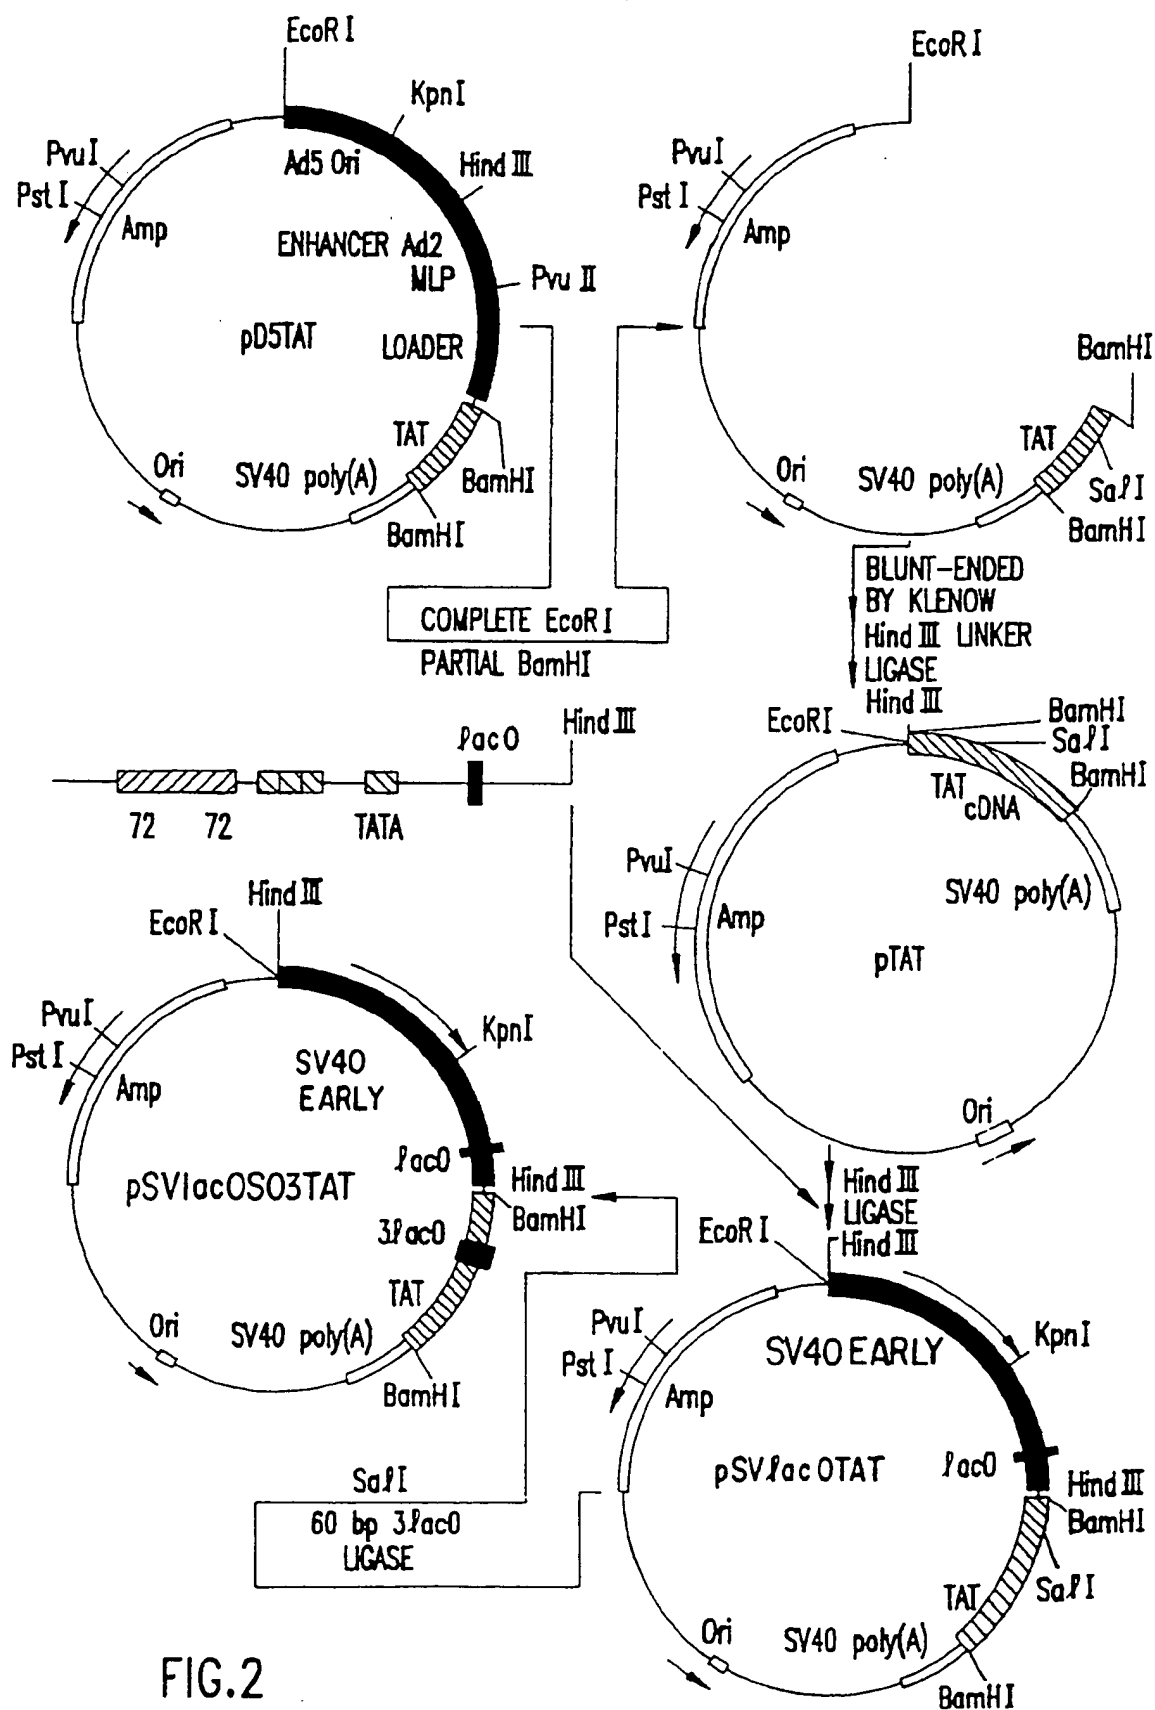 EcoR I
KpnI
Hind III
Pvu II
PvuI
Pst I
Amp
Ad5 Ori
ENHANCER Ad2
MLP
pD5TAT
LOADER
TAT
Ori
SV40 poly(A)
BamHI
BamHI
COMPLETE EcoR I
PARTIAL BamHI
EcoR I
PvuI
Pst I
Amp
BamHI
TAT
Ori
SV40 poly(A)
SalI
BamHI
BLUNT-ENDED
BY KLENOW
Hind III LINKER
LIGASE
Hind III
EcoRI
BamHI
SalI
BamHI
TAT cDNA
PvuI
Pst I
Amp
SV40 poly(A)
pTAT
Ori
Hind III
lacO
72 72 TATA
Hind III
LIGASE
Hind III
EcoR I
Hind III
EcoR I
PvuI
Pst I
Amp
KpnI
SV40
EARLY
lacO
pSVlacOSO3TAT
Hind III
BamHI
3lacO
TAT
Ori
SV40 poly(A)
BamHI
SalI
60 bp 3lacO
LIGASE
PvuI
Pst I
Amp
KpnI
SV40 EARLY
pSVlacOTAT
lacO
Hind III
BamHI
SalI
TAT
Ori
SV40 poly(A)
BamHI
FIG.2